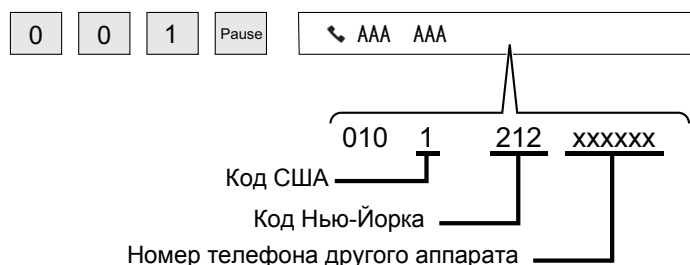 0 0 1 Pause AAA AAA
010 1 212 xxxxxx
Код США
Код Нью-Йорка
Номер телефона другого аппарата